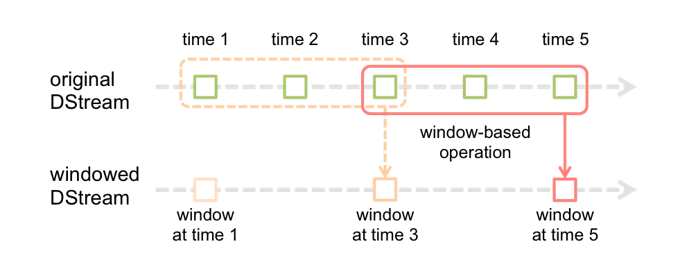 time 1
time 2
time 3
time 4
time 5
original
DStream
window-based
operation
windowed
DStream
window
at time 1
window
at time 3
window
at time 5